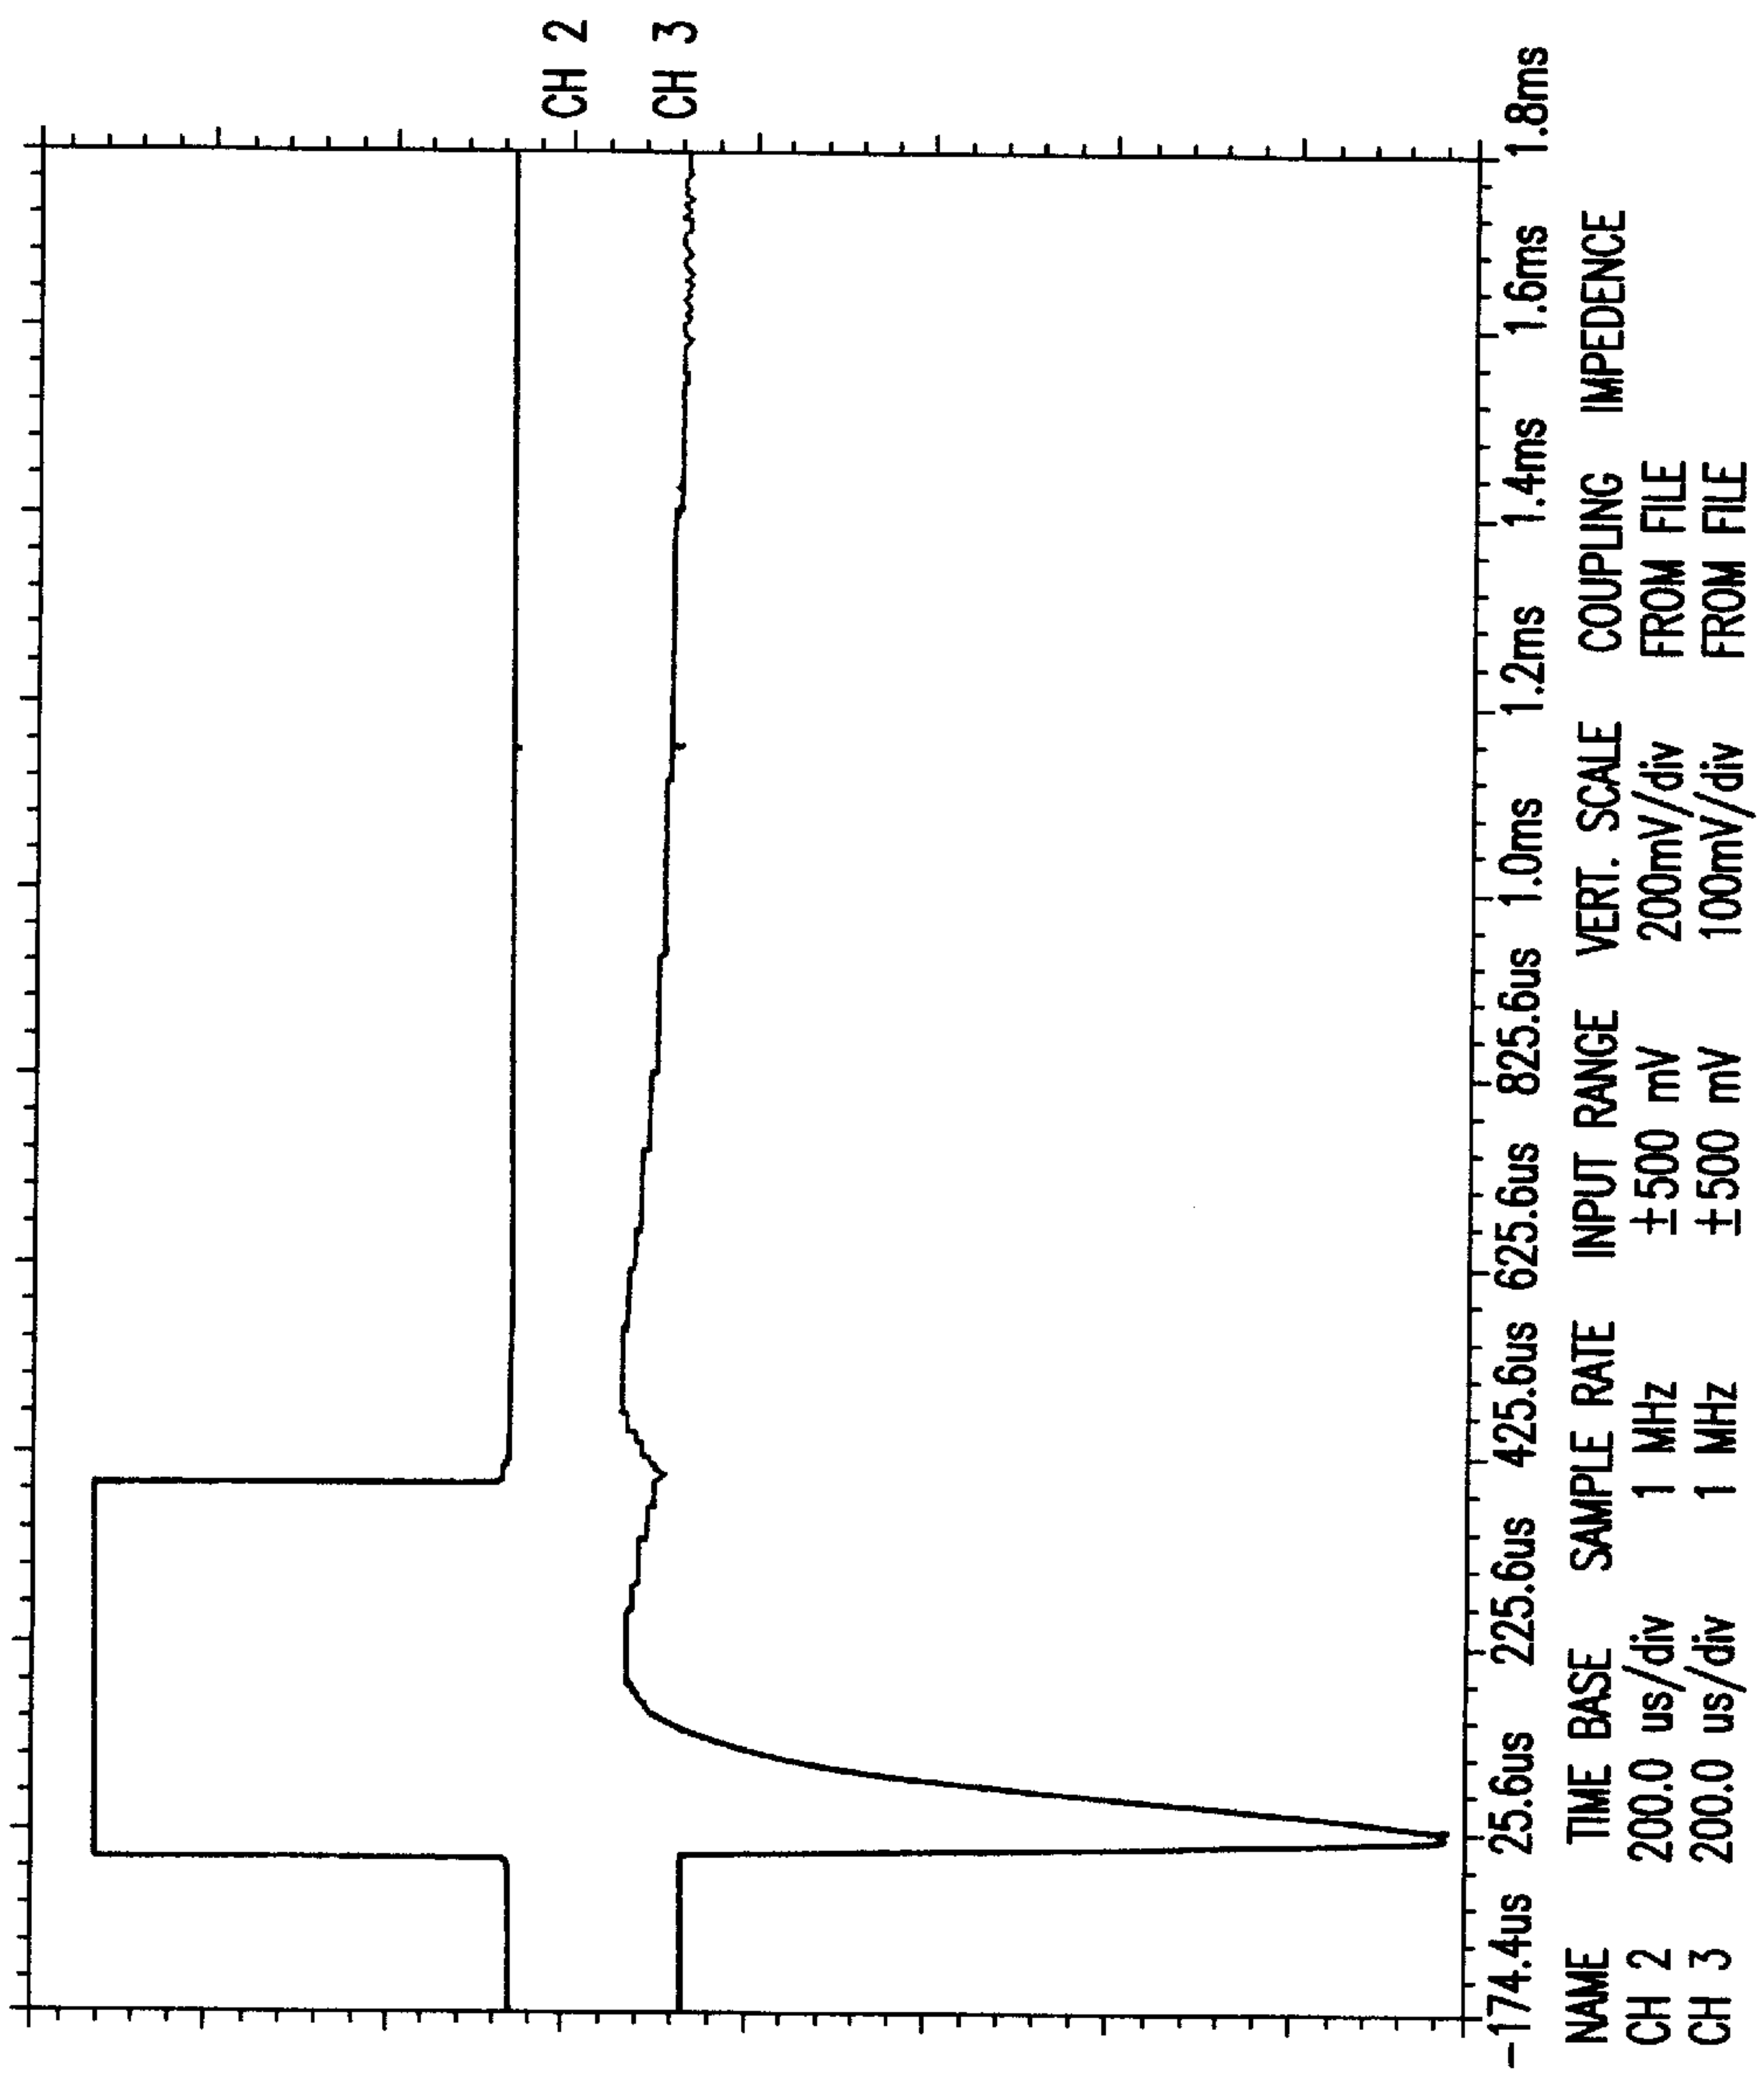 CH 2
CH 3
-174.4us 25.6us 225.6us 425.6us 625.6us 825.6us 1.0ms 1.2ms 1.4ms 1.6ms 1.8ms
NAME TIME BASE SAMPLE RATE INPUT RANGE VERT. SCALE COUPLING IMPEDENCE
CH 2 200.0 us/div 1 MHz ±500 mV 200mV/div FROM FILE
CH 3 200.0 us/div 1 MHz ±500 mV 100mV/div FROM FILE